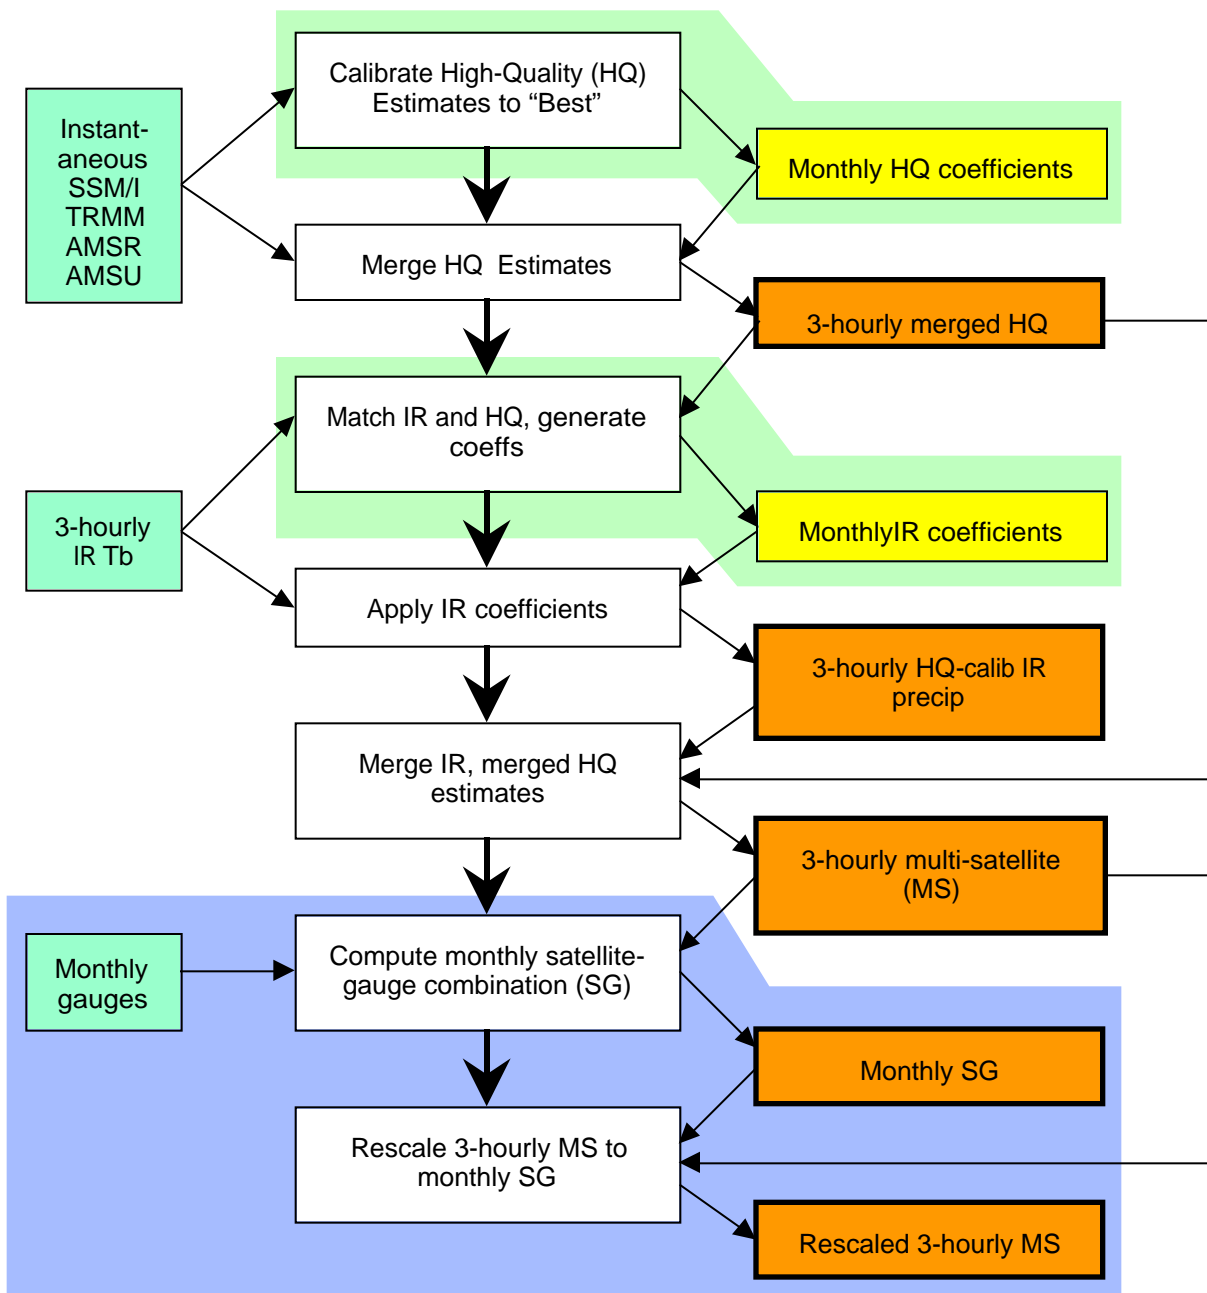 Calibrate High-Quality (HQ)
Estimates to “Best”
Instant-
aneous
SSM/I
TRMM
AMSR
AMSU
Monthly HQ coefficients
Merge HQ Estimates
3-hourly merged HQ
Match IR and HQ, generate
coeffs
3-hourly
IR Tb
MonthlyIR coefficients
Apply IR coefficients
3-hourly HQ-calib IR
precip
Merge IR, merged HQ
estimates
3-hourly multi-satellite
(MS)
Monthly
gauges
Compute monthly satellite-
gauge combination (SG)
Monthly SG
Rescale 3-hourly MS to
monthly SG
Rescaled 3-hourly MS